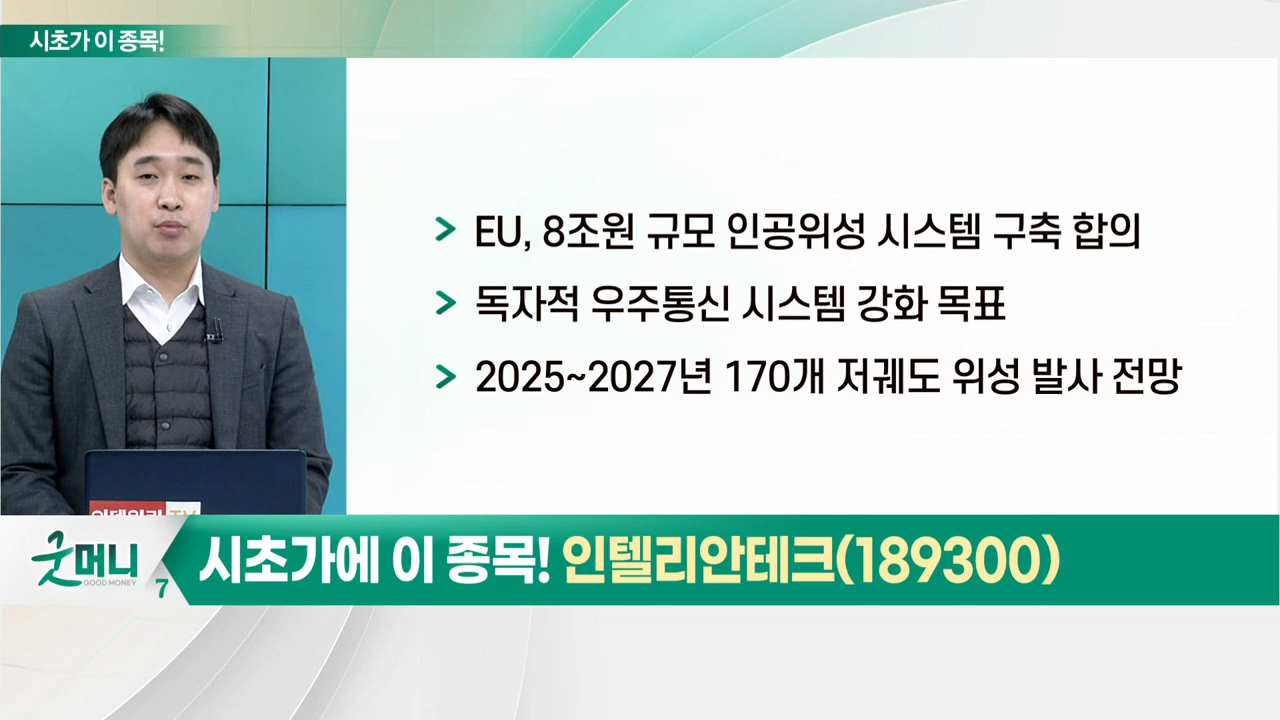 시초가 이 종목!
> EU, 8조원 규모 인공위성 시스템 구축 합의
> 독자적 우주통신 시스템 강화 목표
> 2025~2027년 170개 저궤도 위성 발사 전망
TV
굿머니
GOOD MONEY
7
시초가에 이 종목! 인텔리안테크(189300)